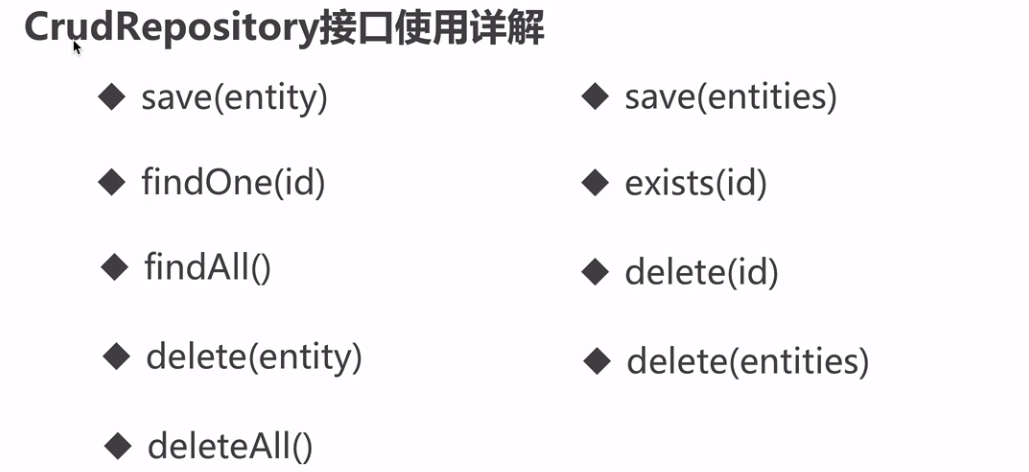 CrudRepository接口使用详解
◆ save(entity)
◆ save(entities)
◆ findOne(id)
◆ exists(id)
◆ findAll()
◆ delete(id)
◆ delete(entity)
◆ delete(entities)
◆ deleteAll()